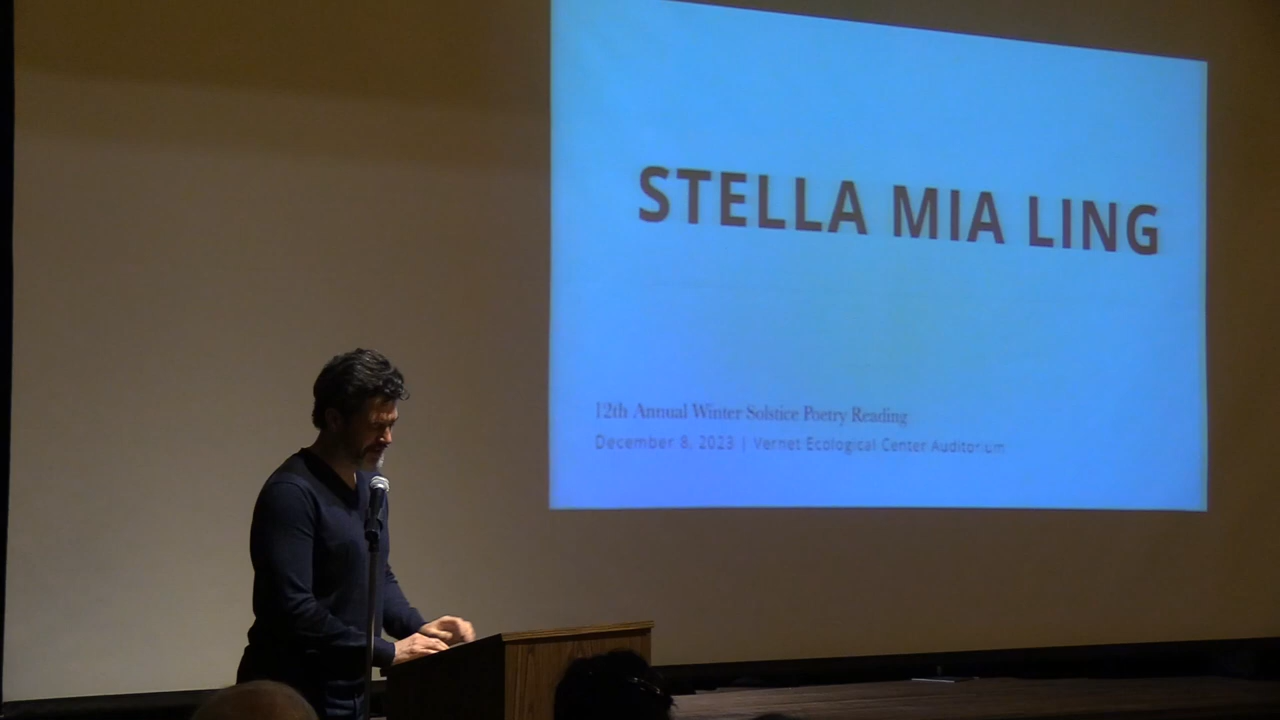 STELLA MIA LING
12th Annual Winter Solstice Poetry Reading
December 8, 2023 | Vernet Ecological Center Auditorium